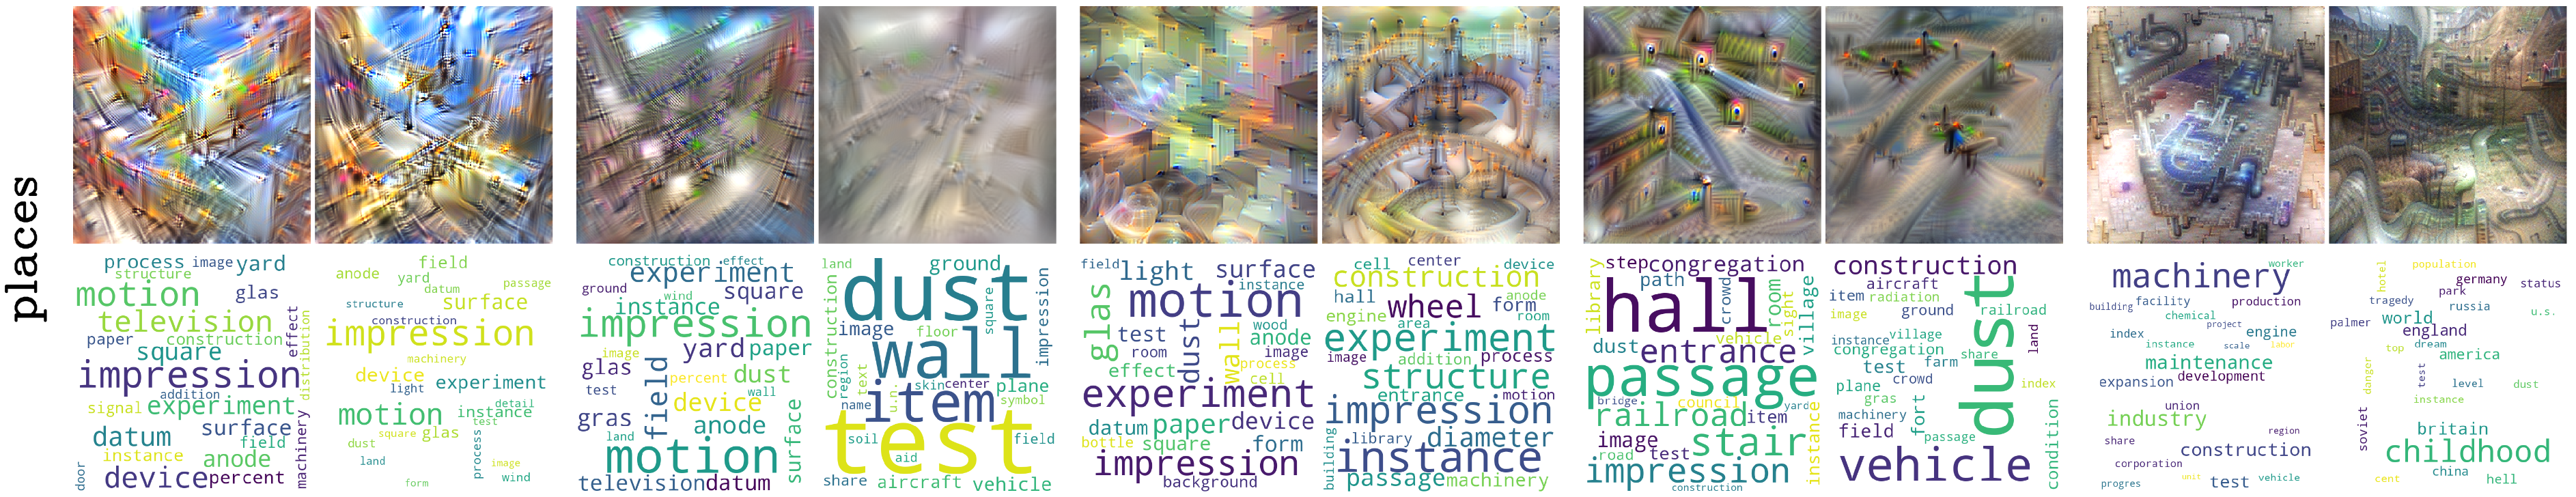 places
process image yard
structure
motion glas
television
paper construction effect
square distribution
impression
addition
signal experiment
surface
datum field machinery
instance anode
door device percent
field
anode yard
datum passage
structure surface
construction
impression
machinery
device light experiment
motion detail
instance
square glas test
dust process
land image
wind
form
construction effect
experiment
ground wind square
instance
impression
image yard paper
glas
test percent dust
field device wall
gras anode surface
land
motion
television datum
land ground
dust
construction square impression
image floor
wall
region text skin center plane
name u.n. item symbol
test
soil field
aid
share aircraft vehicle
field light surface
instance
motion
glas test dust wall wood anode
room image
effect process
cell
experiment
datum paper device
bottle square form
impression
background
cell center device
construction
hall wheel form anode
engine area room
experiment
image addition process
structure
entrance motion
impression
library diameter
building instance
passage machinery
library step congregation
path crowd room sight village
hall
vehicle
dust entrance
passage
bridge council yard
railroad item
image stair instance
road test
impression
construction
construction
aircraft
item radiation
image ground railroad
dust land
instance village
congregation share
test farm
plane crowd index
gras fort
machinery
field passage condition
vehicle
worker
machinery
building facility production
chemical
project
index engine
instance scale labor
maintenance
expansion development
union
industry
region
share construction
corporation
progres unit test vehicle
hotel population
germany status
park
tragedy russia u.s.
palmer world
england
top dream
america
danger test level dust
instance
soviet britain
childhood
china
cent hell